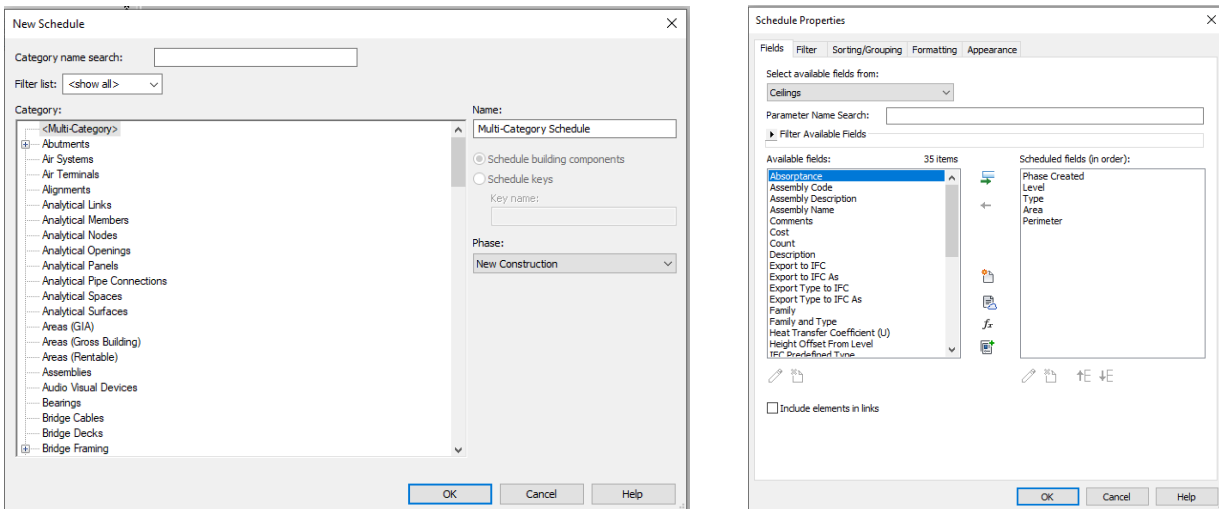 New Schedule
Category name search:
Filter list: <show all>
Category:
<Multi-Category>
Abutments
Air Systems
Air Terminals
Alignments
Analytical Links
Analytical Members
Analytical Nodes
Analytical Openings
Analytical Panels
Analytical Pipe Connections
Analytical Spaces
Analytical Surfaces
Areas (GIA)
Areas (Gross Building)
Areas (Rentable)
Assemblies
Audio Visual Devices
Bearings
Bridge Cables
Bridge Decks
Bridge Framing
Name:
Multi-Category Schedule
Schedule building components
Schedule keys
Key name:
Phase:
New Construction
OK Cancel Help
Schedule Properties
Fields Filter Sorting/Grouping Formatting Appearance
Select available fields from:
Ceilings
Parameter Name Search:
Filter Available Fields
Available fields: 35 items
Absorptance
Assembly Code
Assembly Description
Assembly Name
Comments
Cost
Count
Description
Export to IFC
Export to IFC As
Export Type to IFC
Export Type to IFC As
Family
Family and Type
Heat Transfer Coefficient (U)
Height Offset From Level
IFC Predefined Type
fx
Scheduled fields (in order):
Phase Created
Level
Type
Area
Perimeter
Include elements in links
OK Cancel Help